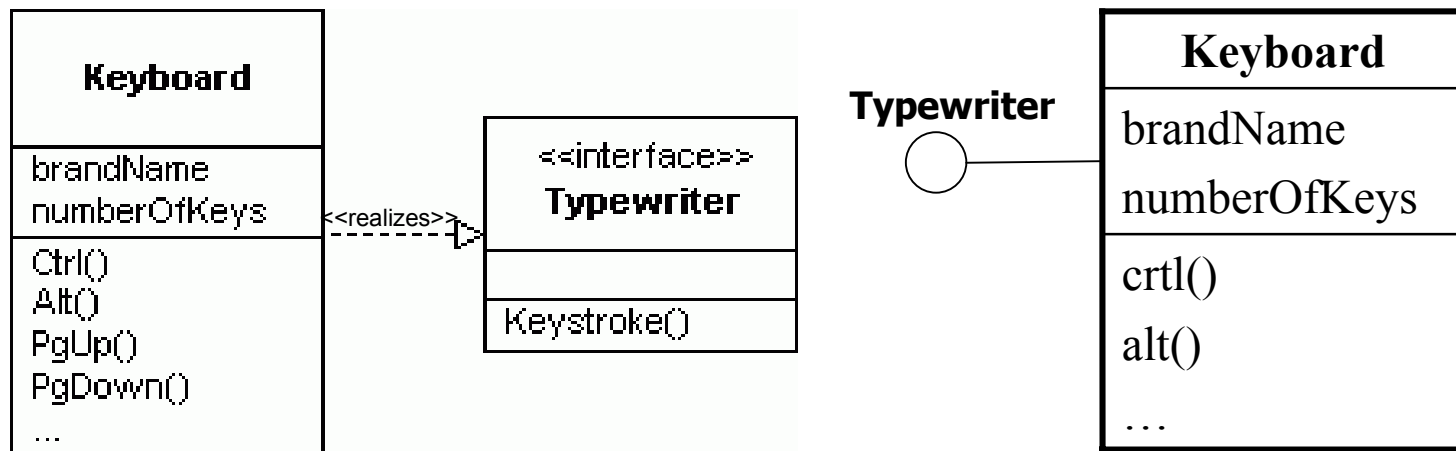 Keyboard
brandName
numberOfKeys
Ctrl()
Alt()
PgUp()
PgDown()
...
<<realizes>>
<<interface>>
Typewriter
Keystroke()
Typewriter
Keyboard
brandName
numberOfKeys
crtl()
alt()
…